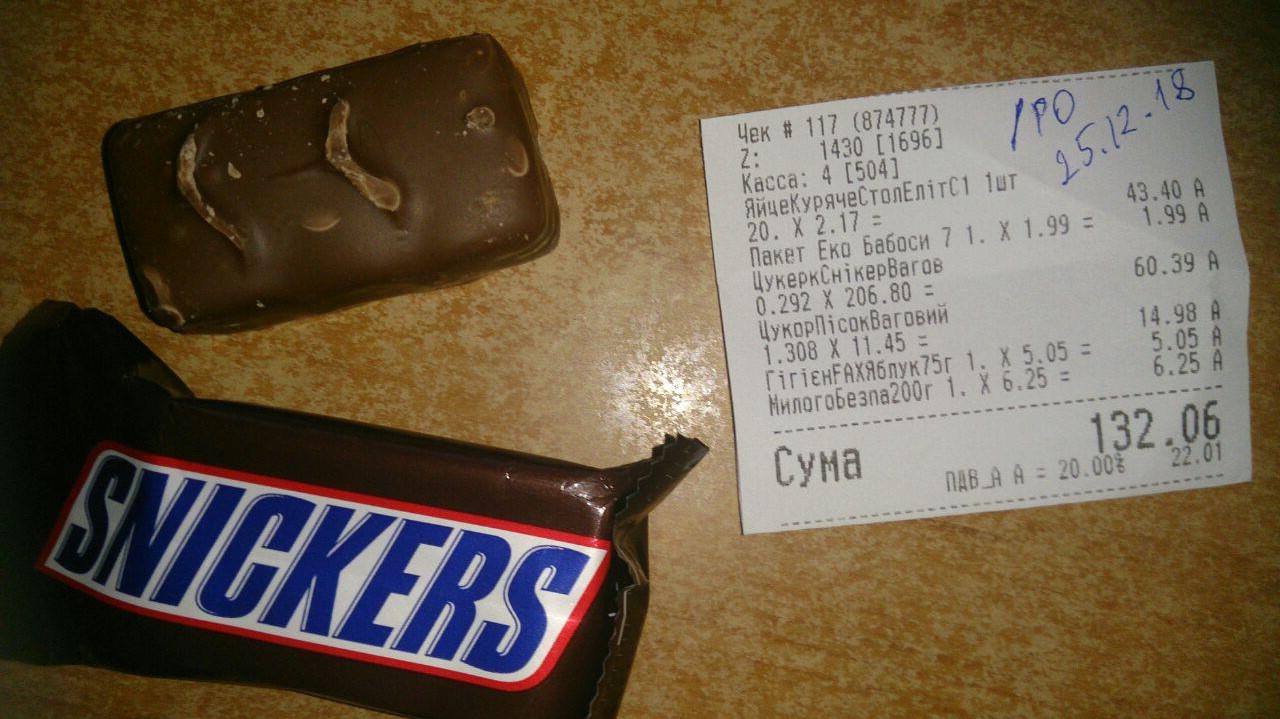 Чек # 117 (874777)
Z: 1430 [1696]
Касса: 4 [504]
ЯйцеКурячеСтолЕлітС1 1шт
20. X 2.17 = 43.40 А
Пакет Еко Бабоси 7 1. X 1.99 = 1.99 А
ЦукеркСнікерВагов
0.292 X 206.80 = 60.39 А
ЦукорПісокВаговий
1.308 X 11.45 = 14.98 А
ГігієнFAXЯблук75г 1. X 5.05 = 5.05 А
МилогоБезпа200г 1. X 6.25 = 6.25 А
Сума 132.06
ПДВ_А А = 20.00% 22.01
25.12.18
SNICKERS